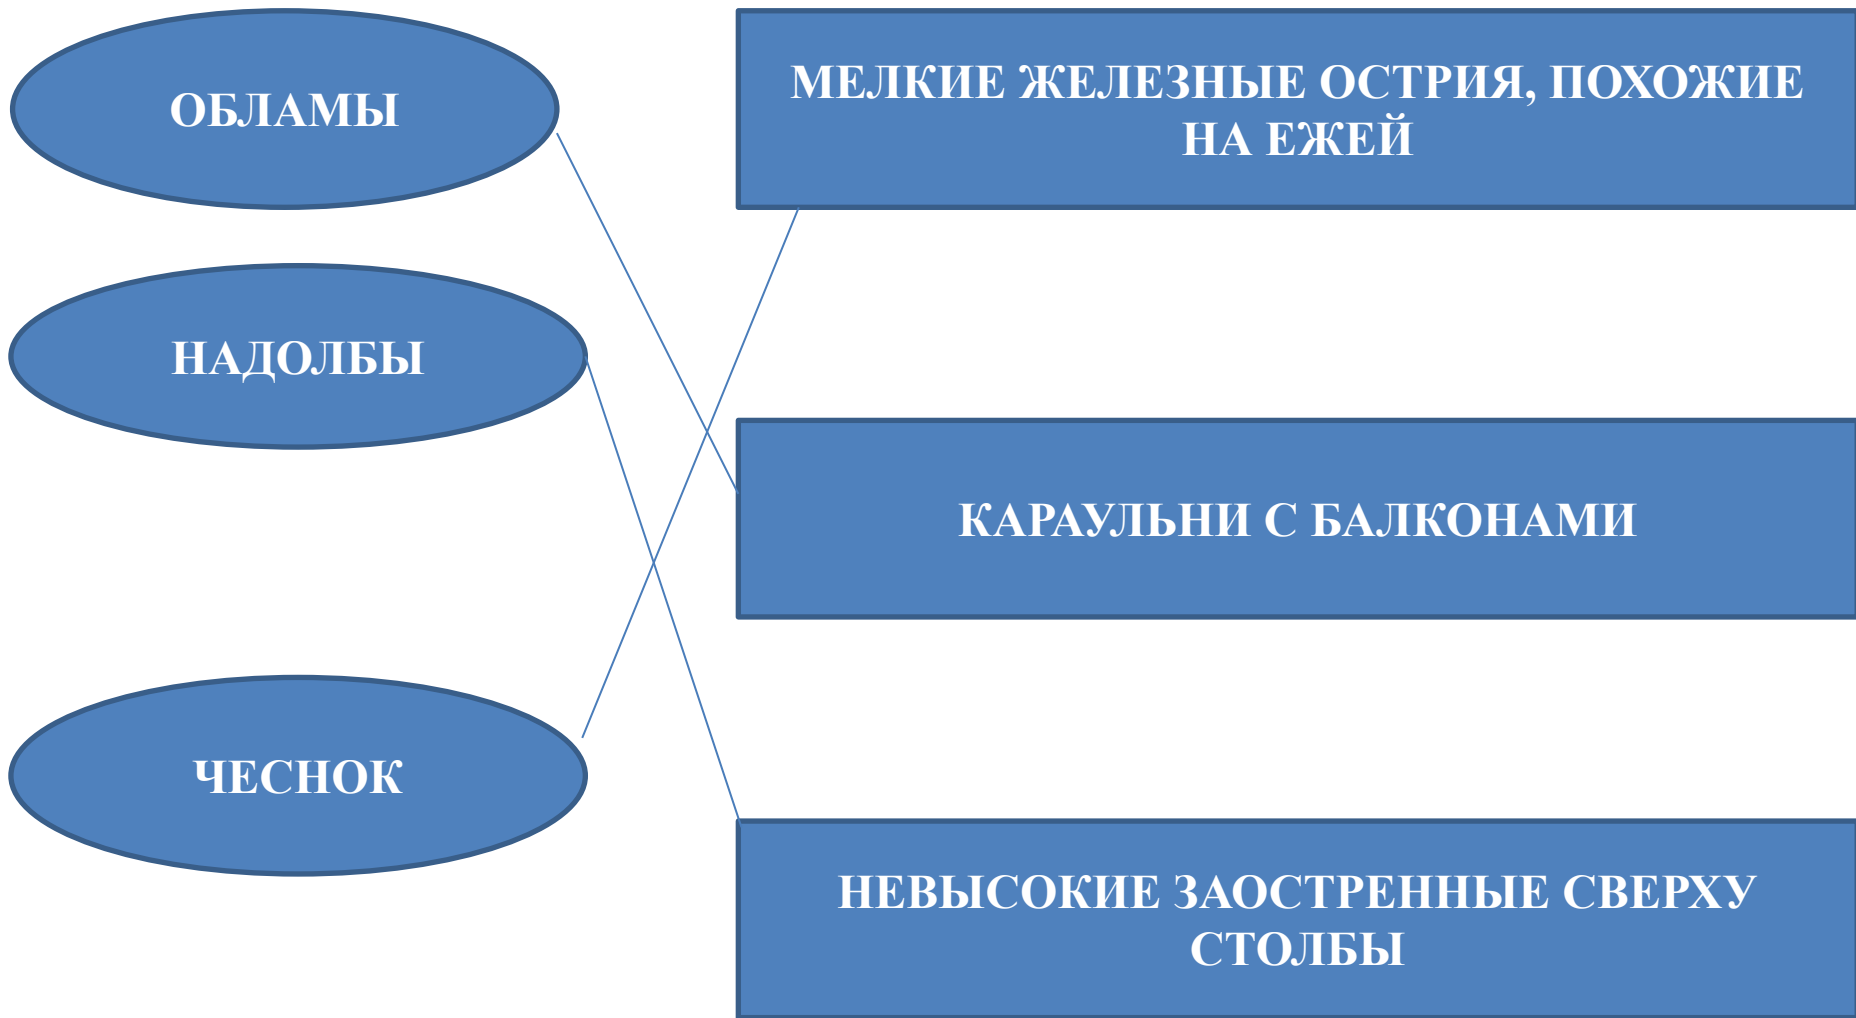 ОБЛАМЫ
МЕЛКИЕ ЖЕЛЕЗНЫЕ ОСТРИЯ, ПОХОЖИЕ
НА ЕЖЕЙ
НАДОЛБЫ
КАРАУЛЬНИ С БАЛКОНАМИ
ЧЕСНОК
НЕВЫСОКИЕ ЗАОСТРЕННЫЕ СВЕРХУ
СТОЛБЫ